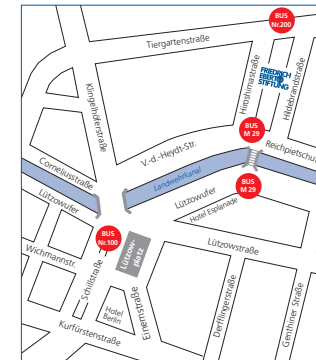 BUS
Nr.200
Tiergartenstraße
FRIEDRICH
EBERT
STIFTUNG
Hiroshimastraße
Hildebrandstraße
Klingelhöferstraße
BUS
M 29
V.-d.-Heydt-Str.
Reichpietschu
Corneliusstraße
Landwehrkanal
BUS
M 29
Lützowufer
Lützowufer
Hotel Esplanade
BUS
Nr.100
Lützow-
platz
Lützowstraße
Wichmannstr.
Schillstraße
Einemstraße
Derfflingerstraße
Genthiner Straße
Hotel
Berlin
Kurfürstenstraße